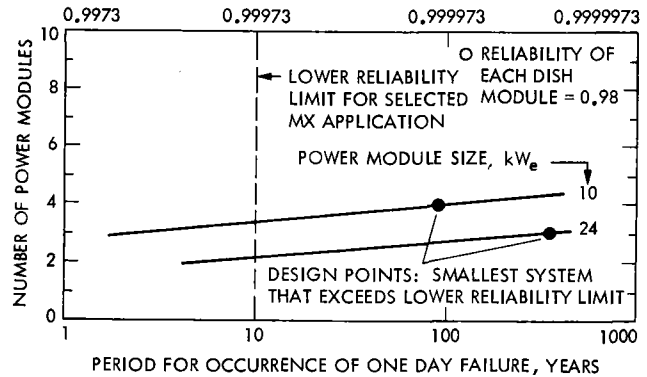 0.99973 0.99973 0.999973 0.9999973
10
8
6
4
2
0
NUMBER OF POWER MODULES
O RELIABILITY OF
EACH DISH
MODULE = 0.98
LOWER RELIABILITY
LIMIT FOR SELECTED
MX APPLICATION
POWER MODULE SIZE, kWe
10
24
DESIGN POINTS: SMALLEST SYSTEM
THAT EXCEEDS LOWER RELIABILITY LIMIT
1 10 100 1000
PERIOD FOR OCCURRENCE OF ONE DAY FAILURE, YEARS